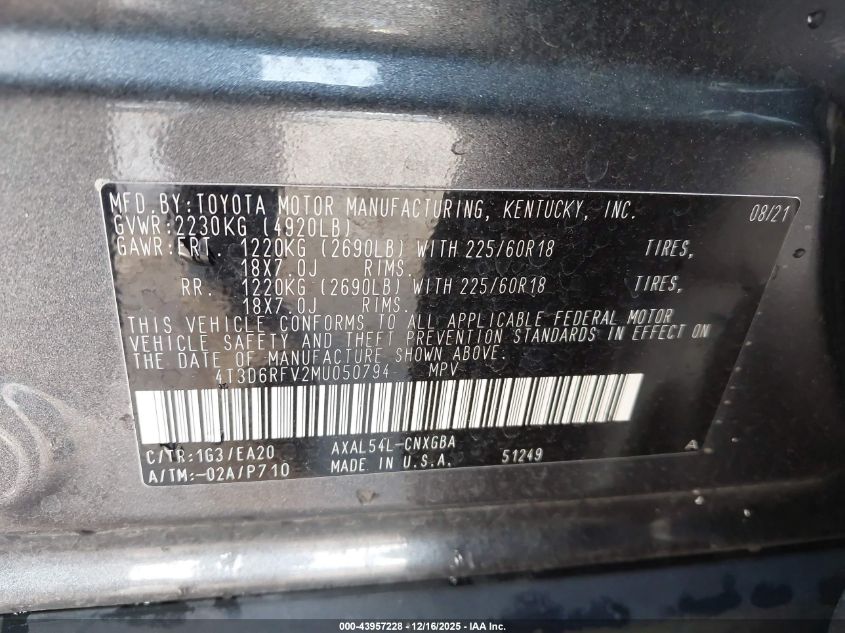 MFD. BY: TOYOTA MOTOR MANUFACTURING, KENTUCKY, INC. 08/21
GVWR: 2230KG (4920LB)
GAWR: FRT. 1220KG (2690LB) WITH 225/60R18 TIRES,
18X7.0J RIMS.
RR. 1220KG (2690LB) WITH 225/60R18 TIRES,
18X7.0J RIMS.
THIS VEHICLE CONFORMS TO ALL APPLICABLE FEDERAL MOTOR
VEHICLE SAFETY AND THEFT PREVENTION STANDARDS IN EFFECT ON
THE DATE OF MANUFACTURE SHOWN ABOVE.
4T3D6RFV2MU050794 MPV
C/TR: 1G3/EA20 AXAL54L-CNXGBA A
A/TM: -02A/P710 MADE IN U.S.A. 51249
000-43957228 - 12/16/2025 - IAA Inc.